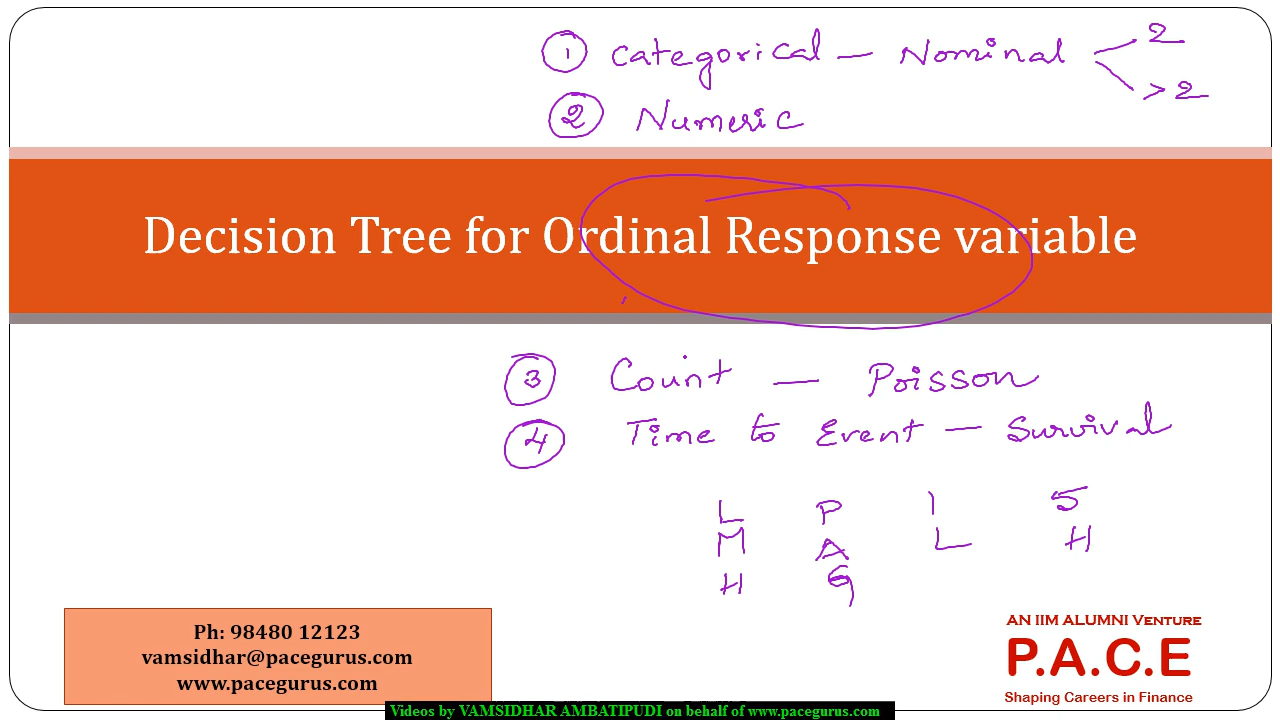 ① Categorical – Nominal < 2
> 2
② Numeric
Decision Tree for Ordinal Response variable
③ Count – Poisson
④ Time to Event – Survival
L P 1 5
M A L H
H G
Ph: 98480 12123
vamsidhar@pacegurus.com
www.pacegurus.com
AN IIM ALUMNI VENTURE
P.A.C.E
Shaping Careers in Finance
Videos by VAMSIDHAR AMBATIPUDI on behalf of www.pacegurus.com